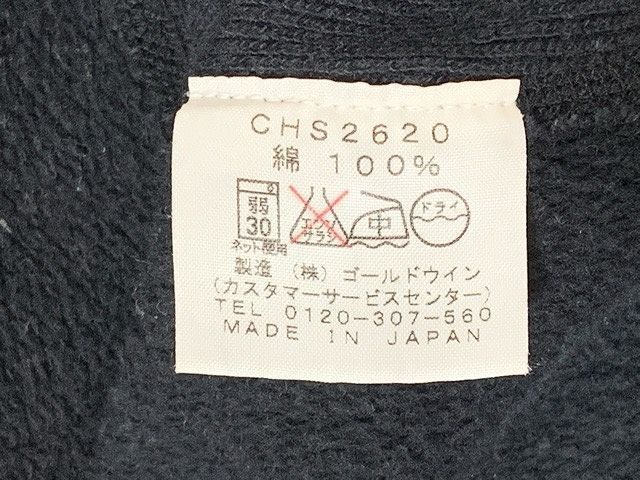 CHS2620
綿 100%
弱 30 エンソサラシ 中 ドライ
ネット使用
製造 (株) ゴールドウイン
(カスタマーサービスセンター)
TEL 0120-307-560
MADE IN JAPAN